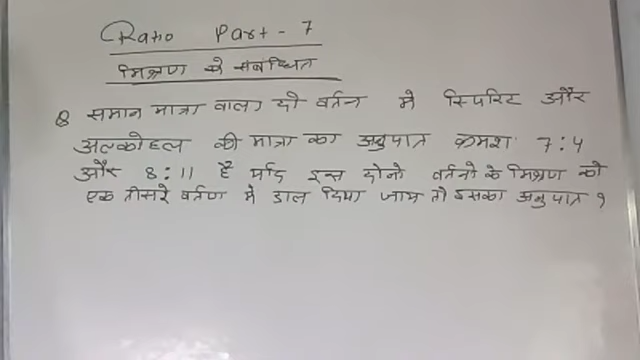 Ratio Part - 7
मिश्रण से संबंधित
Q समान मात्रा वाला दो बर्तन में स्पिरिट और
अल्कोहल की मात्रा का अनुपात क्रमश 7:4
और 8:11 है यदि इन दोनो बर्तनो के मिश्रण को
एक तीसरे बर्तण में डाल दिया जाय तो इसका अनुपात ?